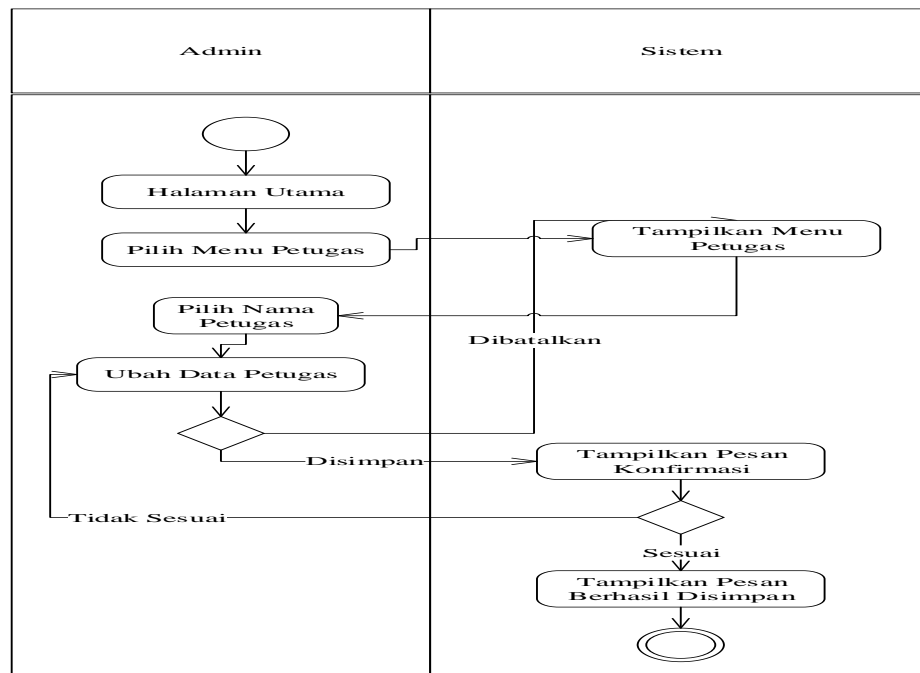 Admin
Sistem
Halaman Utama
Pilih Menu Petugas
Tampilkan Menu
Petugas
Pilih Nama
Petugas
Dibatalkan
Ubah Data Petugas
Disimpan
Tampilkan Pesan
Konfirmasi
Tidak Sesuai
Sesuai
Tampilkan Pesan
Berhasil Disimpan